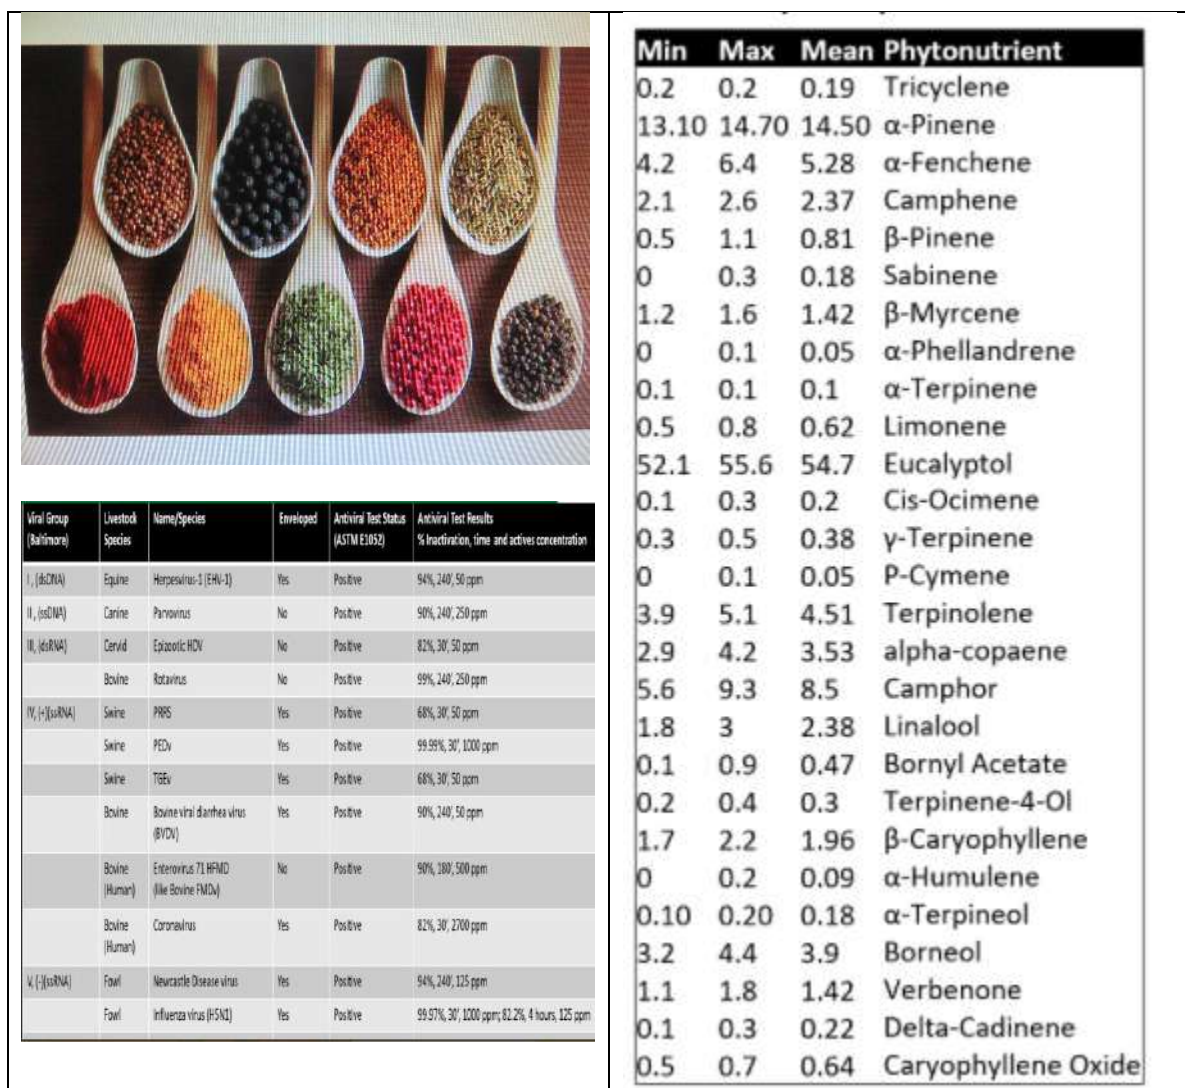 Viral Group (Baltimore) Livestock Species Name/Species Enveloped Antiviral Test Status (ASTM E1052) Antiviral Test Results % Inactivation, time and actives concentration
I , (dsDNA) Equine Herpesvirus-1 (EHV-1) Yes Positive 94%, 240', 50 ppm
II , (ssDNA) Canine Parvovirus No Positive 90%, 240', 250 ppm
III, (dsRNA) Cervid Epizootic HDV No Positive 82%, 30', 50 ppm
Bovine Rotavirus No Positive 99%, 240', 250 ppm
IV, (+)(ssRNA) Swine PRRS Yes Positive 68%, 30', 50 ppm
Swine PEDv Yes Positive 99.99%, 30', 1000 ppm
Swine TGEv Yes Positive 68%, 30', 50 ppm
Bovine Bovine viral diarrhea virus (BVDV) Yes Positive 90%, 240', 50 ppm
Bovine (Human) Enterovirus 71 HFMD (like Bovine FMDv) No Positive 90%, 180', 500 ppm
Bovine (Human) Coronavirus Yes Positive 82%, 30', 2700 ppm
V, (-)(ssRNA) Fowl Newcastle Disease virus Yes Positive 94%, 240', 125 ppm
Fowl Influenza virus (H5N1) Yes Positive 99.97%, 30', 1000 ppm; 82.2%, 4 hours, 125 ppm
Min Max Mean Phytonutrient
0.2 0.2 0.19 Tricyclene
13.10 14.70 14.50 α-Pinene
4.2 6.4 5.28 α-Fenchene
2.1 2.6 2.37 Camphene
0.5 1.1 0.81 β-Pinene
0 0.3 0.18 Sabinene
1.2 1.6 1.42 β-Myrcene
0 0.1 0.05 α-Phellandrene
0.1 0.1 0.1 α-Terpinene
0.5 0.8 0.62 Limonene
52.1 55.6 54.7 Eucalyptol
0.1 0.3 0.2 Cis-Ocimene
0.3 0.5 0.38 γ-Terpinene
0 0.1 0.05 P-Cymene
3.9 5.1 4.51 Terpinolene
2.9 4.2 3.53 alpha-copaene
5.6 9.3 8.5 Camphor
1.8 3 2.38 Linalool
0.1 0.9 0.47 Bornyl Acetate
0.2 0.4 0.3 Terpinene-4-Ol
1.7 2.2 1.96 β-Caryophyllene
0 0.2 0.09 α-Humulene
0.10 0.20 0.18 α-Terpineol
3.2 4.4 3.9 Borneol
1.1 1.8 1.42 Verbenone
0.1 0.3 0.22 Delta-Cadinene
0.5 0.7 0.64 Caryophyllene Oxide